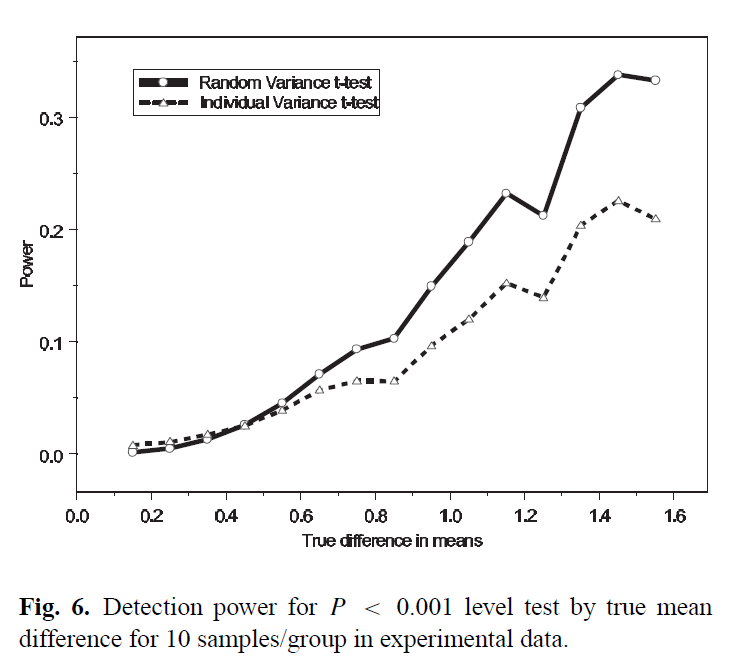 Random Variance t-test
Individual Variance t-test
0.3
0.2
0.1
0.0
Power
0.0 0.2 0.4 0.6 0.8 1.0 1.2 1.4 1.6
True difference in means
Fig. 6. Detection power for P < 0.001 level test by true mean
difference for 10 samples/group in experimental data.